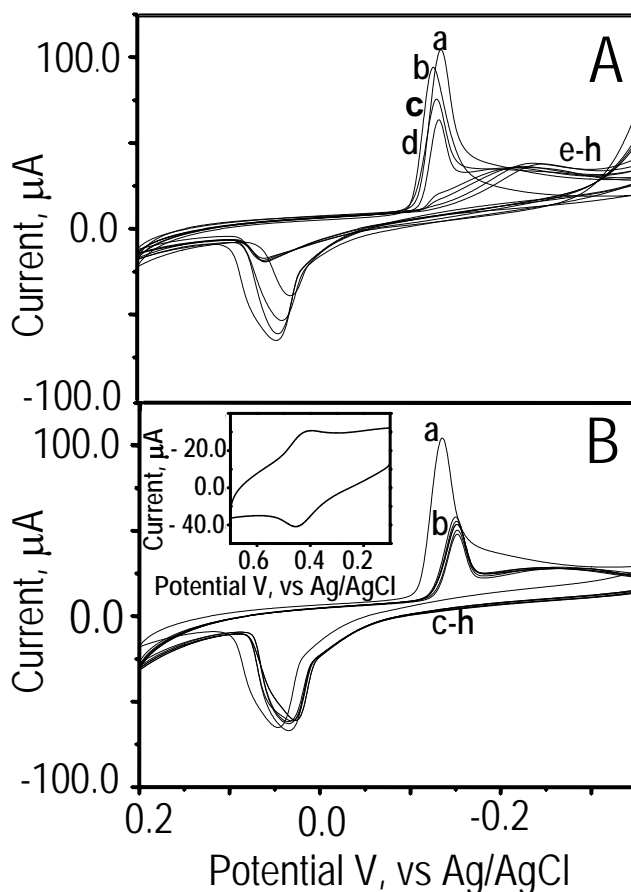 A
Current, µA
100.0
0.0
-100.0
a
b
c
d
e-h
B
Current, µA
100.0
0.0
-100.0
a
b
c-h
Current, µA
- 20.0
0.0
- 40.0
0.6 0.4 0.2
Potential V, vs Ag/AgCl
0.2 0.0 -0.2
Potential V, vs Ag/AgCl